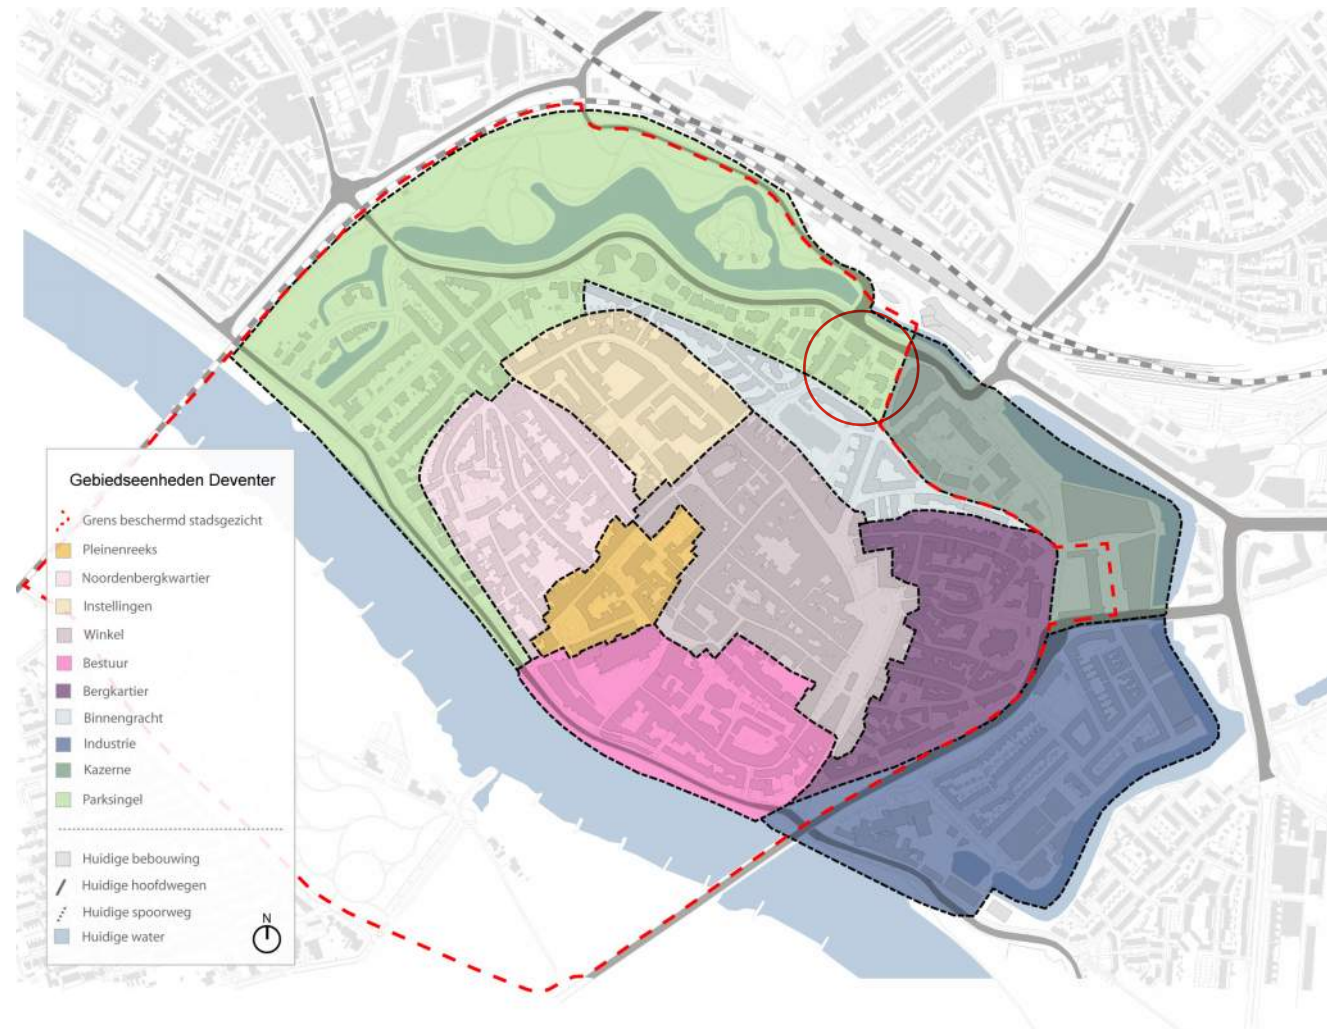 Gebiedseenheden Deventer
Grens beschermd stadsgezicht
Pleinenreeks
Noordenbergkwartier
Instellingen
Winkel
Bestuur
Bergkartier
Binnengracht
Industrie
Kazerne
Parksingel
Huidige bebouwing
Huidige hoofdwegen
Huidige spoorweg
Huidige water
N